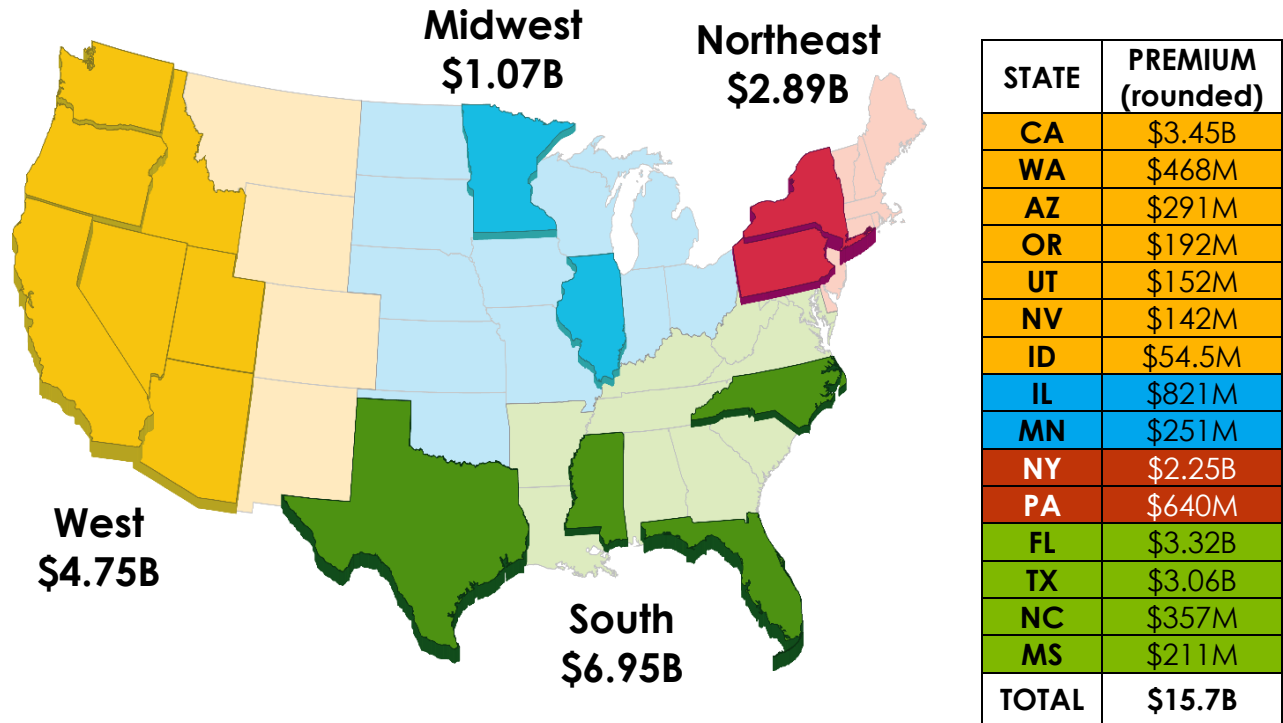 Midwest
$1.07B
Northeast
$2.89B
West
$4.75B
South
$6.95B
STATE PREMIUM (rounded)
CA $3.45B
WA $468M
AZ $291M
OR $192M
UT $152M
NV $142M
ID $54.5M
IL $821M
MN $251M
NY $2.25B
PA $640M
FL $3.32B
TX $3.06B
NC $357M
MS $211M
TOTAL $15.7B